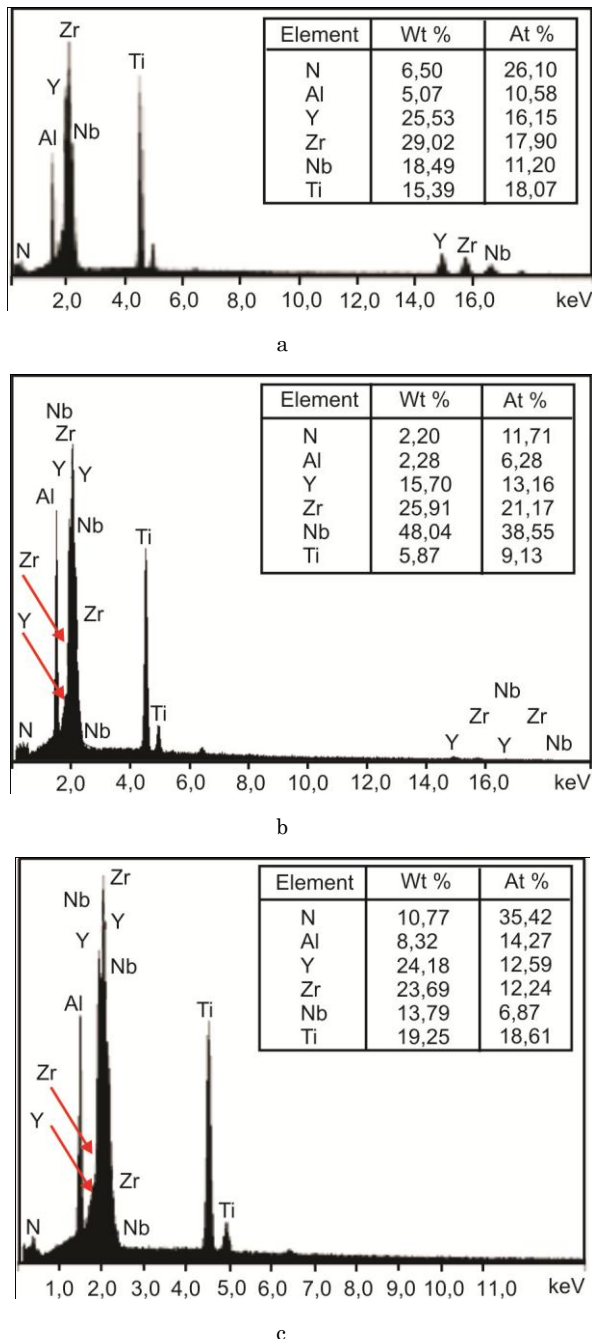 Element Wt % At %
N 6,50 26,10
Al 5,07 10,58
Y 25,53 16,15
Zr 29,02 17,90
Nb 18,49 11,20
Ti 15,39 18,07
Zr
Ti
Y
Nb
Al
N
Y Zr Nb
2,0 4,0 6,0 8,0 10,0 12,0 14,0 16,0 keV
a
Element Wt % At %
N 2,20 11,71
Al 2,28 6,28
Y 15,70 13,16
Zr 25,91 21,17
Nb 48,04 38,55
Ti 5,87 9,13
Nb
Zr
Y Y
Al
Nb
Ti
Zr
Zr
Y
Nb
Zr Zr
N Nb Ti Y Y Nb
2,0 4,0 6,0 8,0 10,0 12,0 14,0 16,0 keV
b
Element Wt % At %
N 10,77 35,42
Al 8,32 14,27
Y 24,18 12,59
Zr 23,69 12,24
Nb 13,79 6,87
Ti 19,25 18,61
Zr
Nb
Y
Y
Nb
Al
Ti
Zr
Y
Zr
N Nb Ti
1,0 2,0 3,0 4,0 5,0 6,0 7,0 8,0 9,0 10,0 11,0 keV
c